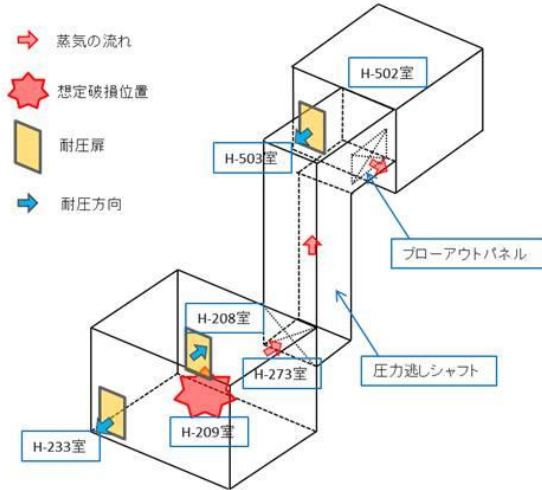 蒸気の流れ
想定破損位置
耐圧扉
耐圧方向
H-502室
H-503室
ブローアウトパネル
H-208室
H-273室
圧力逃しシャフト
H-209室
H-233室